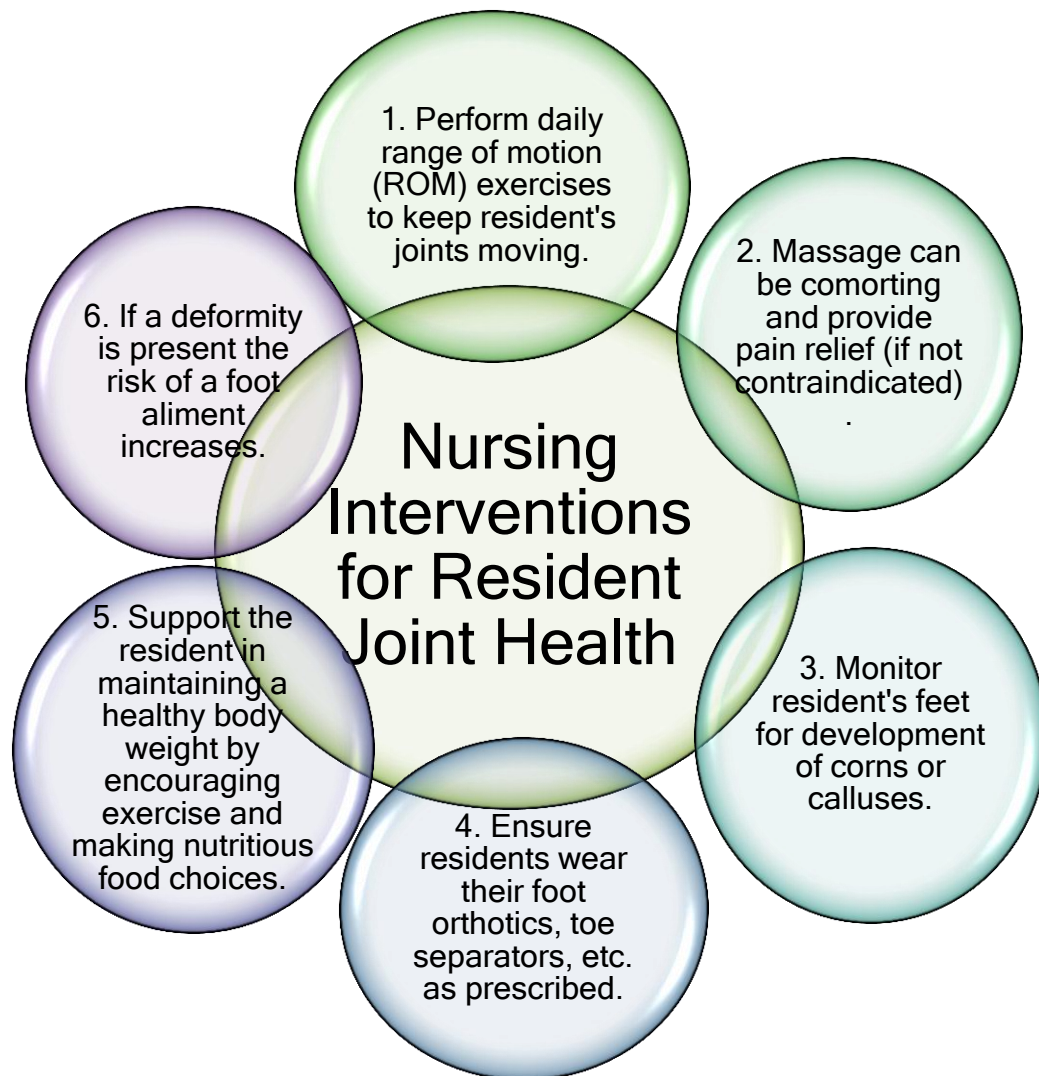 1. Perform daily
range of motion
(ROM) exercises
to keep resident's
joints moving.
2. Massage can
be comorting
and provide
pain relief (if not
contraindicated)
.
3. Monitor
resident's feet
for development
of corns or
calluses.
4. Ensure
residents wear
their foot
orthotics, toe
separators, etc.
as prescribed.
5. Support the
resident in
maintaining a
healthy body
weight by
encouraging
exercise and
making nutritious
food choices.
6. If a deformity
is present the
risk of a foot
aliment
increases.
Nursing
Interventions
for Resident
Joint Health